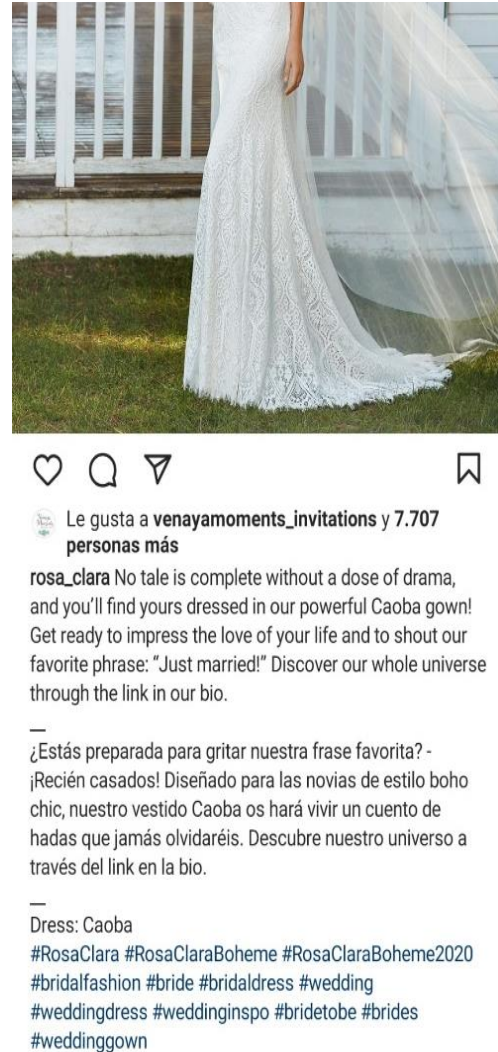 Le gusta a venayamoments_invitations y 7.707
personas más
rosa_clara No tale is complete without a dose of drama,
and you'll find yours dressed in our powerful Caoba gown!
Get ready to impress the love of your life and to shout our
favorite phrase: “Just married!” Discover our whole universe
through the link in our bio.
—
¿Estás preparada para gritar nuestra frase favorita? -
¡Recién casados! Diseñado para las novias de estilo boho
chic, nuestro vestido Caoba os hará vivir un cuento de
hadas que jamás olvidaréis. Descubre nuestro universo a
través del link en la bio.
—
Dress: Caoba
#RosaClara #RosaClaraBoheme #RosaClaraBoheme2020
#bridalfashion #bride #bridaldress #wedding
#weddingdress #weddinginspo #bridetobe #brides
#weddinggown